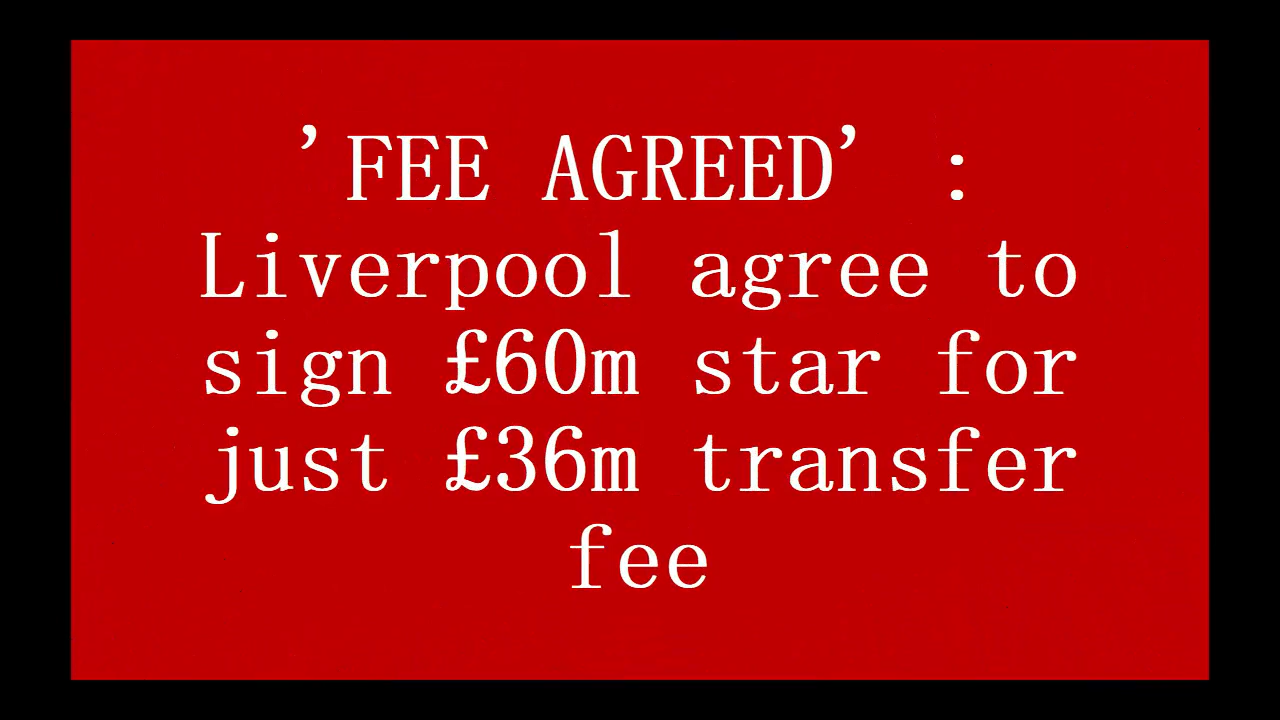 ’FEE AGREED’ :
Liverpool agree to
sign £60m star for
just £36m transfer
fee